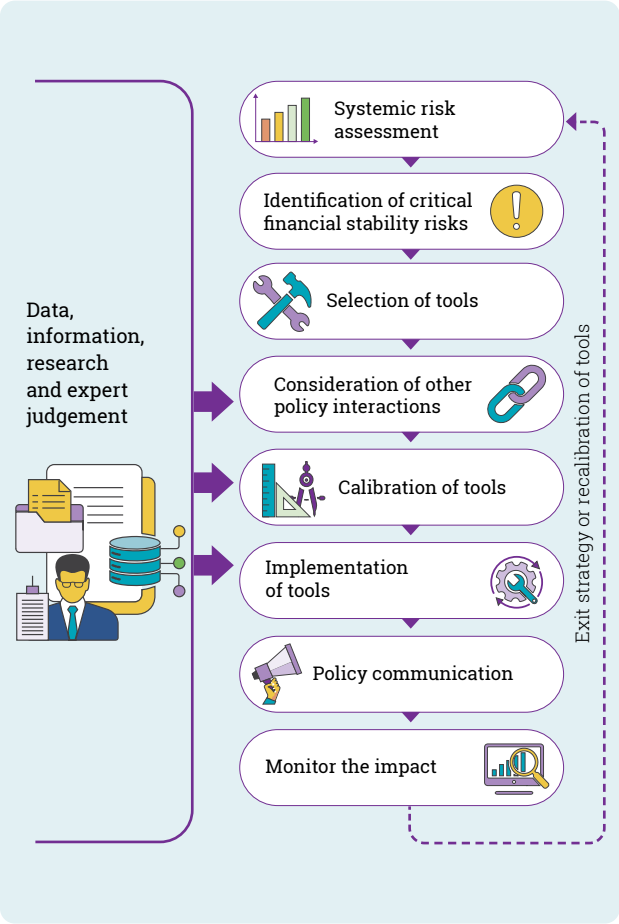 Data,
information,
research
and expert
judgement
Systemic risk
assessment
Identification of critical
financial stability risks
Selection of tools
Consideration of other
policy interactions
Calibration of tools
Implementation
of tools
Policy communication
Monitor the impact
Exit strategy or recalibration of tools